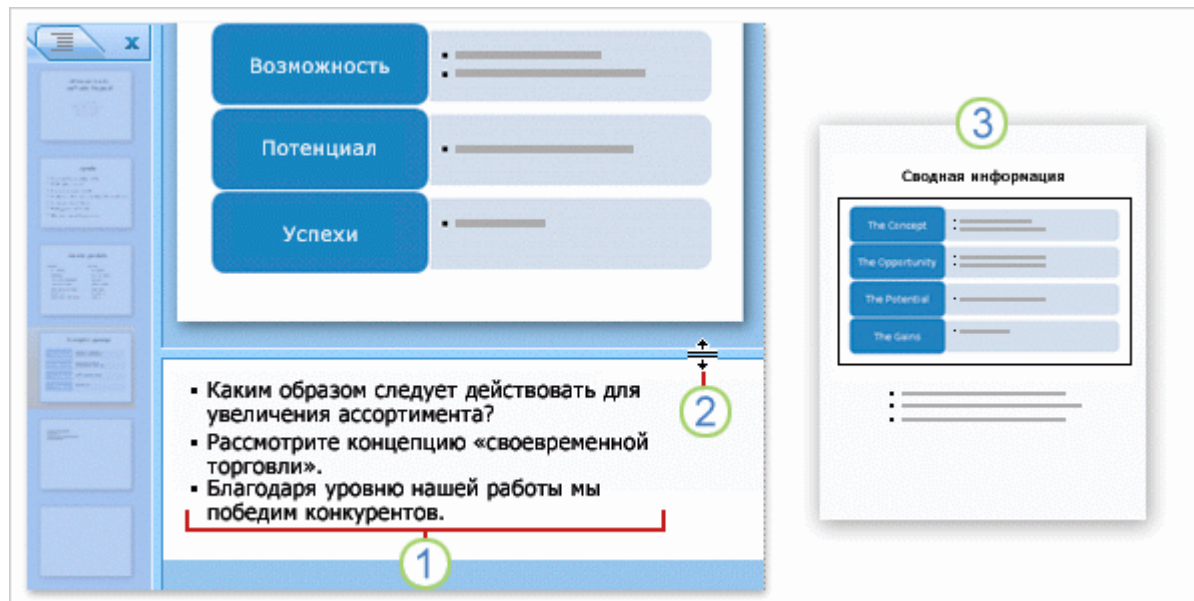 x
Возможность
Потенциал
Успехи
▪ Каким образом следует действовать для
увеличения ассортимента?
▪ Рассмотрите концепцию «своевременной
торговли».
▪ Благодаря уровню нашей работы мы
победим конкурентов.
1
2
3
Сводная информация
The Concept
The Opportunity
The Potential
The Gains